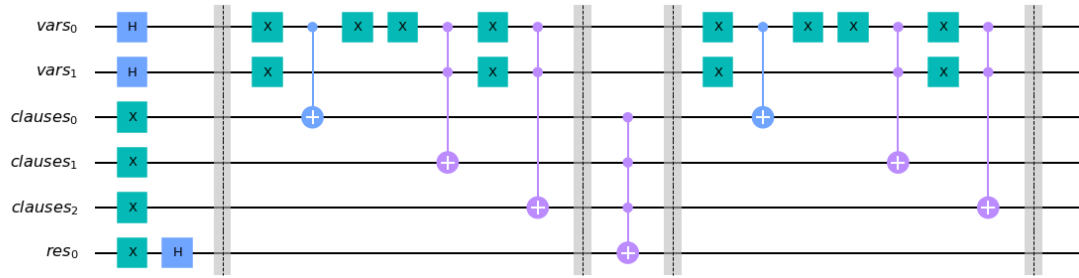 vars₀ H X X X X X X X X
vars₁ H X X X X
clauses₀ X
clauses₁ X
clauses₂ X
res₀ X H